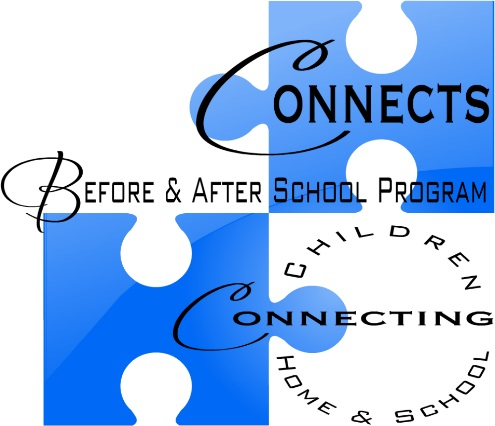 CONNECTS
BEFORE & AFTER SCHOOL PROGRAM
CHILDREN
CONNECTING
HOME & SCHOOL